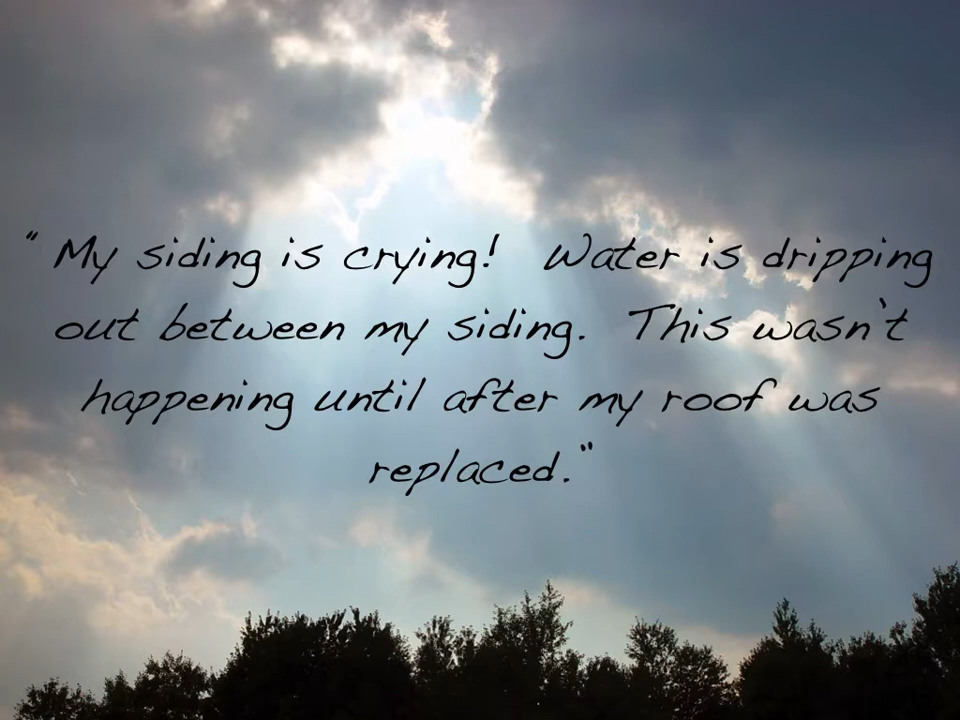 " My siding is crying!  Water is dripping
out between my siding.  This wasn't
happening until after my roof was
replaced."